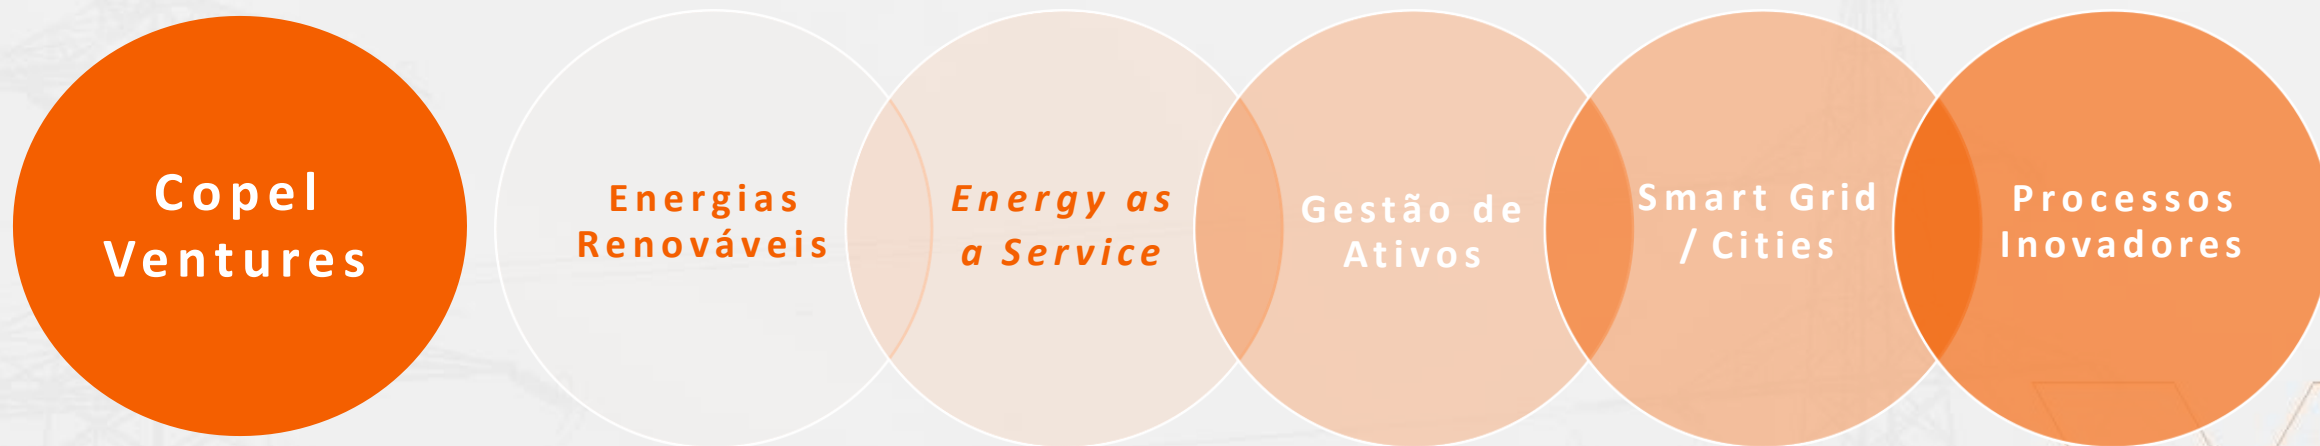 Copel
Ventures
Energias
Renováveis
Energy as
a Service
Gestão de
Ativos
Smart Grid
/ Cities
Processos
Inovadores